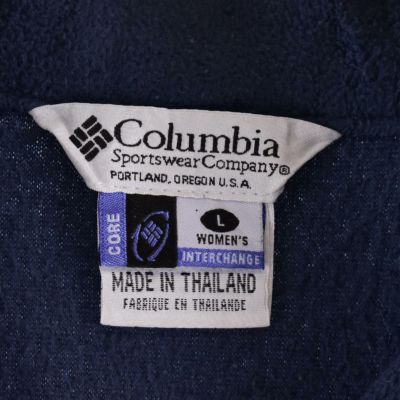 Columbia
Sportswear Company®
PORTLAND, OREGON U.S.A.
CORE
L
WOMEN'S
INTERCHANGE
MADE IN THAILAND
FABRIQUE EN THAILANDE